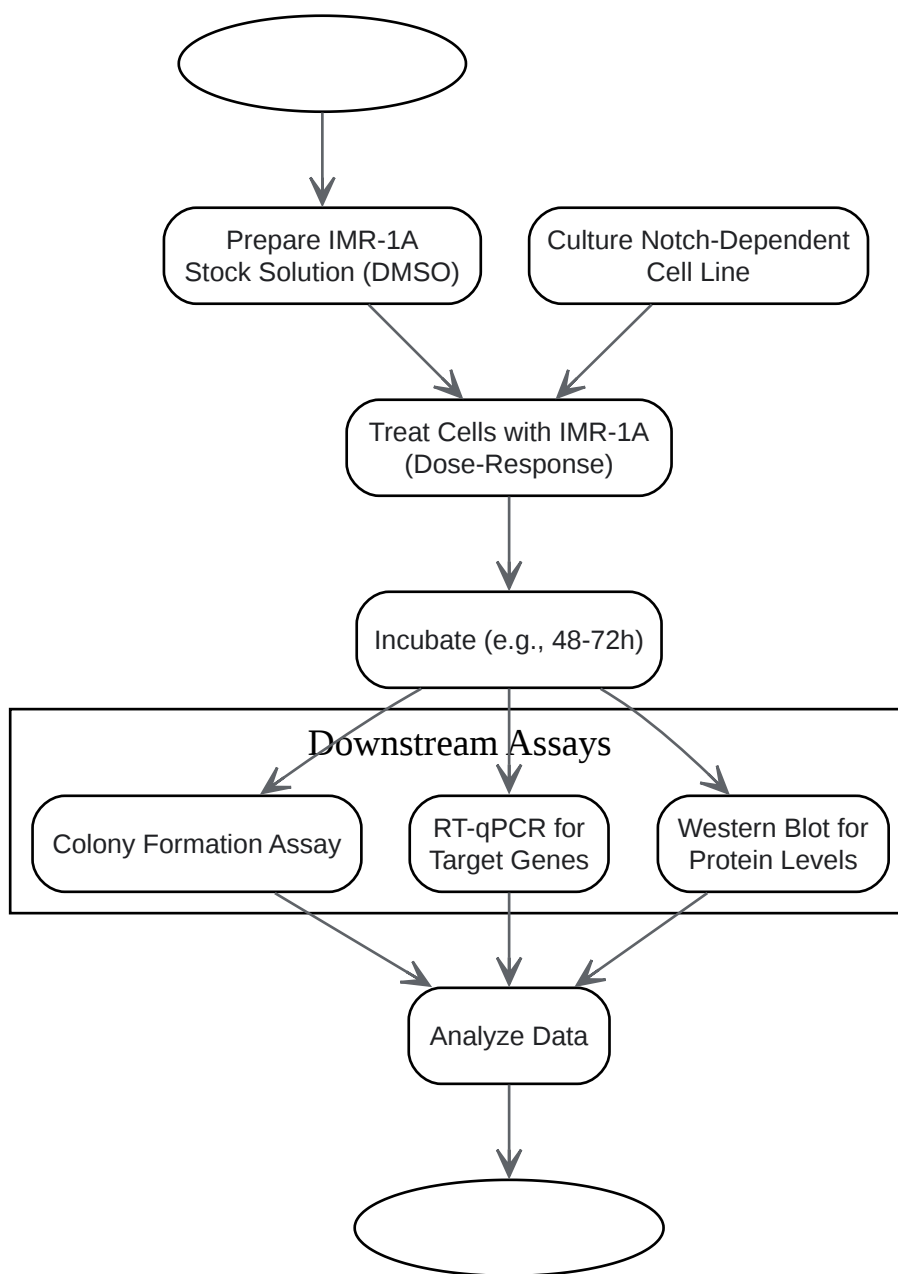 Prepare IMR-1A
Stock Solution (DMSO)
Culture Notch-Dependent
Cell Line
Treat Cells with IMR-1A
(Dose-Response)
Incubate (e.g., 48-72h)
Downstream Assays
Colony Formation Assay
RT-qPCR for
Target Genes
Western Blot for
Protein Levels
Analyze Data